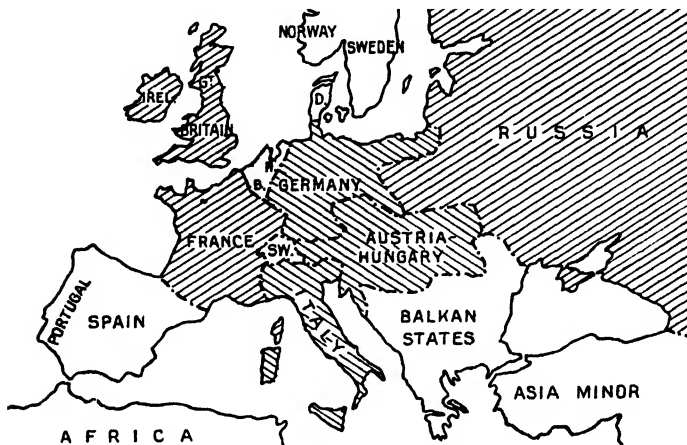 NORWAY
SWEDEN
GT.
IREL.
BRITAIN
D.
RUSSIA
H
B.
GERMANY
FRANCE
SW.
AUSTRIA-
HUNGARY
PORTUGAL
SPAIN
ITALY
BALKAN
STATES
ASIA MINOR
AFRICA